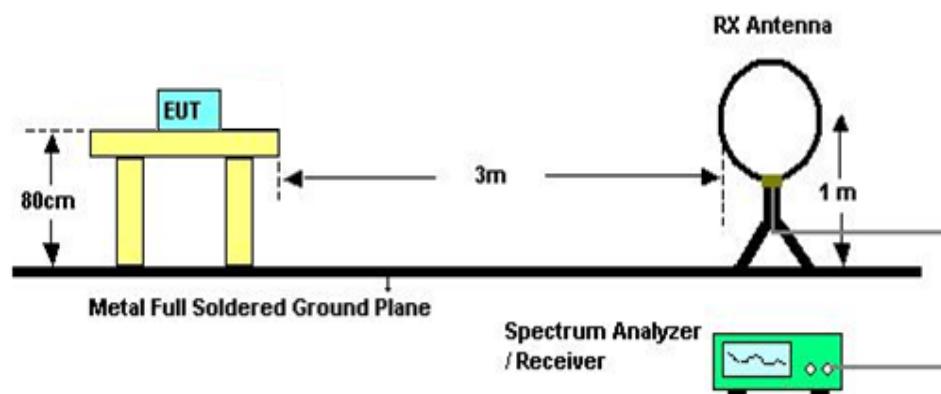 RX Antenna
EUT
80cm
3m
1 m
Metal Full Soldered Ground Plane
Spectrum Analyzer
/ Receiver